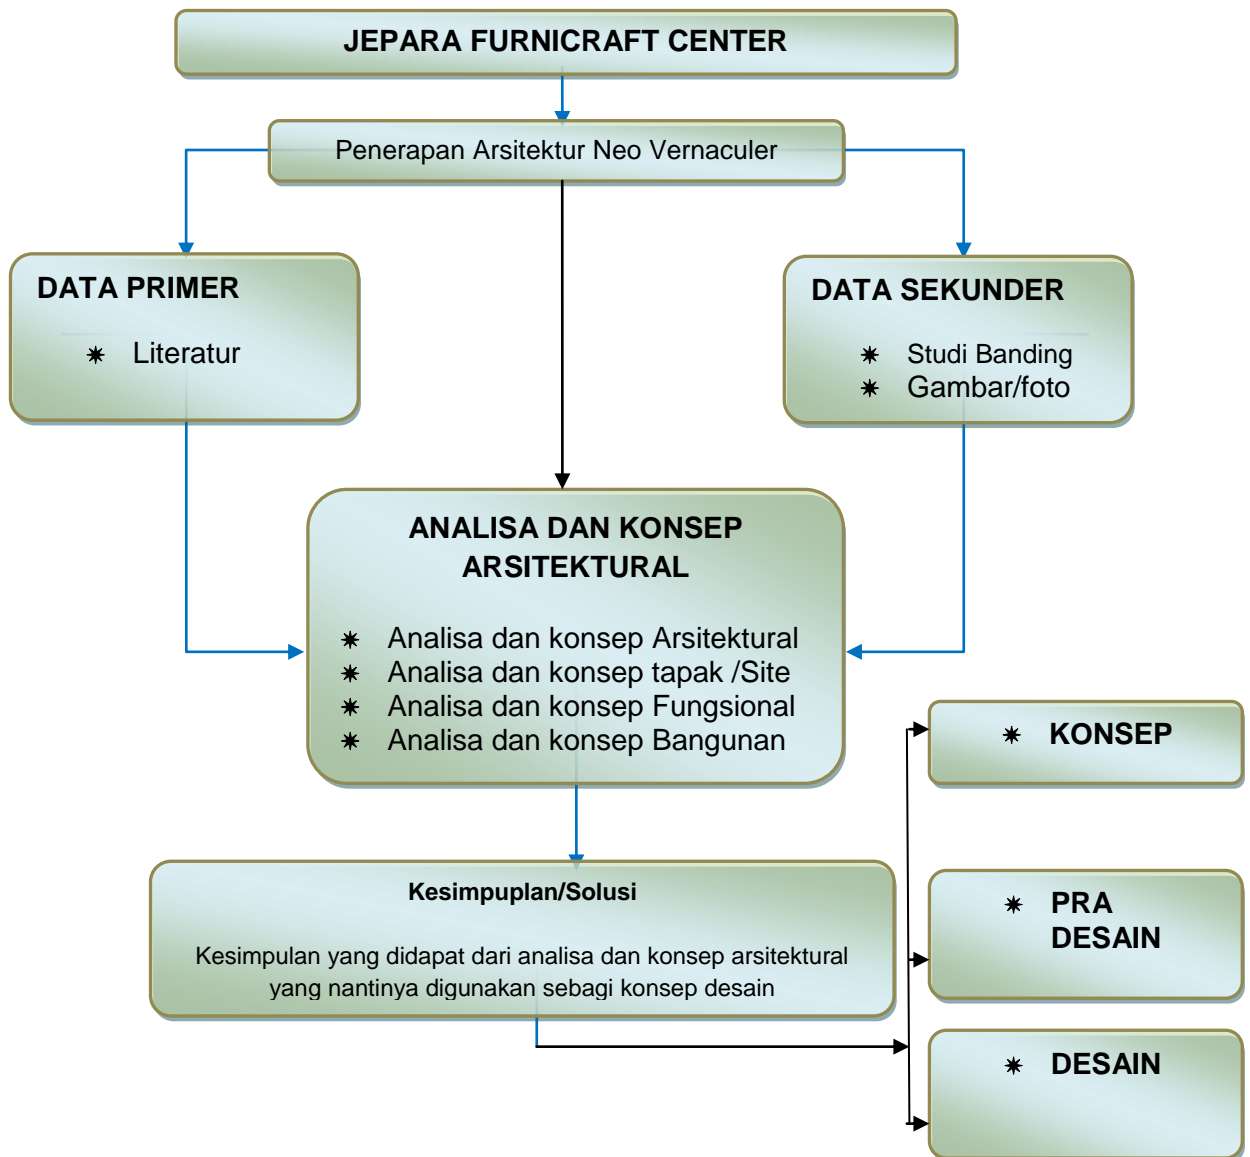 JEPARA FURNICRAFT CENTER
Penerapan Arsitektur Neo Vernaculer
DATA PRIMER
Literatur
DATA SEKUNDER
Studi Banding
Gambar/foto
ANALISA DAN KONSEP
ARSITEKTURAL
Analisa dan konsep Arsitektural
Analisa dan konsep tapak /Site
Analisa dan konsep Fungsional
Analisa dan konsep Bangunan
Kesimpuplan/Solusi
Kesimpulan yang didapat dari analisa dan konsep arsitektural
yang nantinya digunakan sebagi konsep desain
KONSEP
PRA
DESAIN
DESAIN